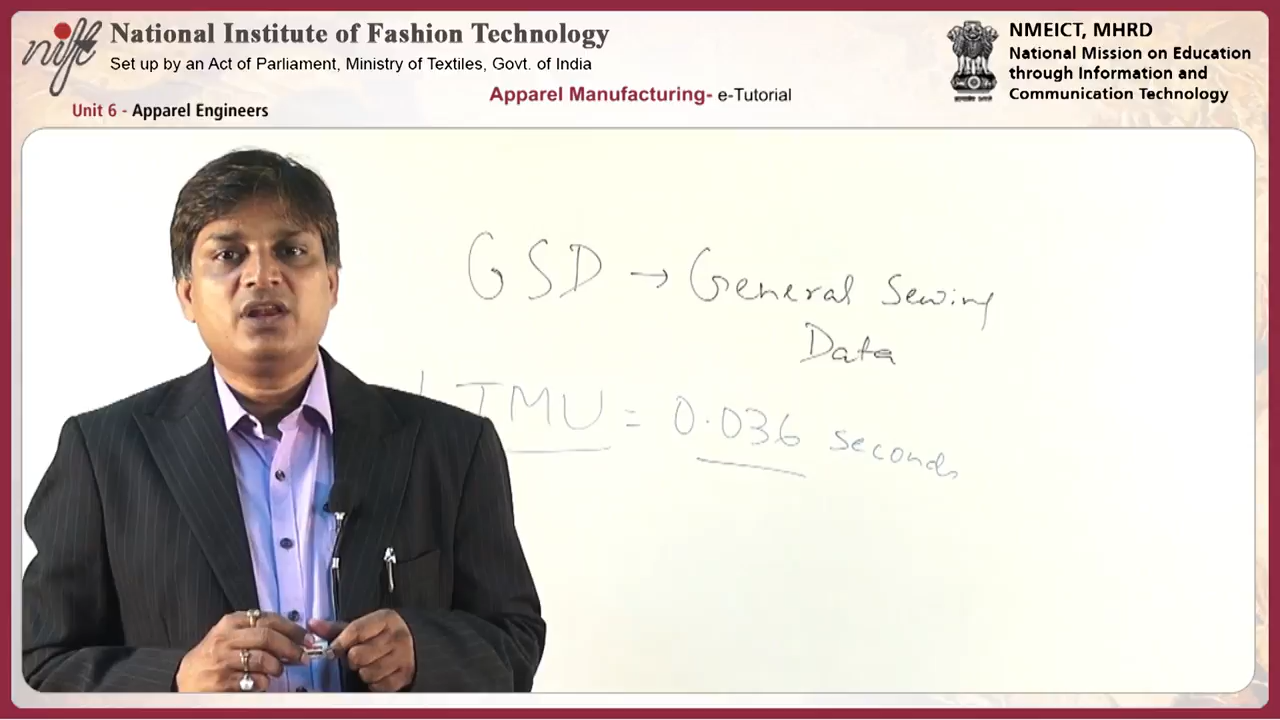 nift
National Institute of Fashion Technology
Set up by an Act of Parliament, Ministry of Textiles, Govt. of India
Apparel Manufacturing- e-Tutorial
Unit 6 - Apparel Engineers
NMEICT, MHRD
National Mission on Education
through Information and
Communication Technology
GSD → General Sewing
Data
1 TMU = 0.036 seconds